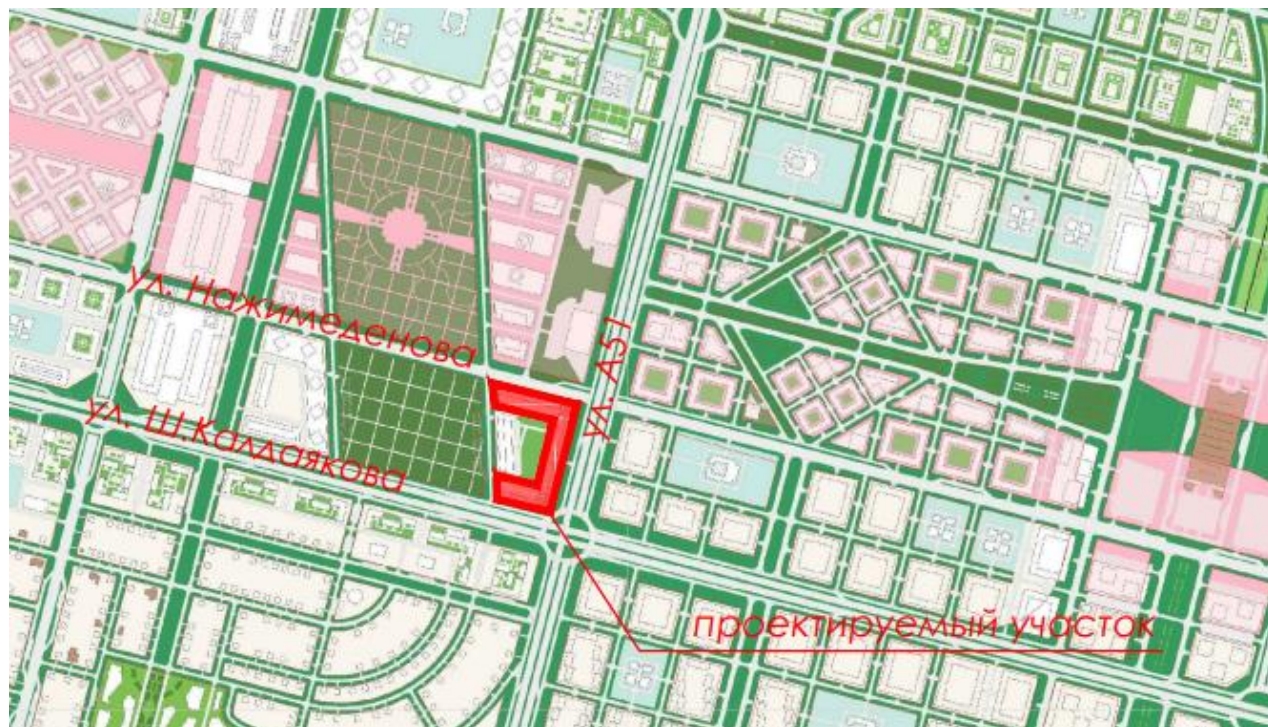 ул. Нажимеденова
ул. А51
ул. Ш.Калдаякова
проектируемый участок